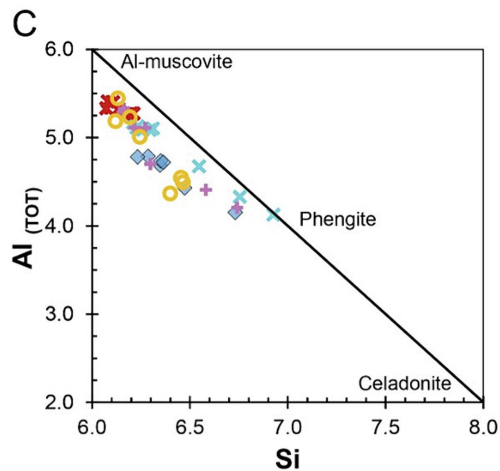 C
6.0
Al-muscovite
5.0
4.0
Phengite
3.0
Celadonite
2.0
6.0 6.5 7.0 7.5 8.0
Al (TOT)
Si